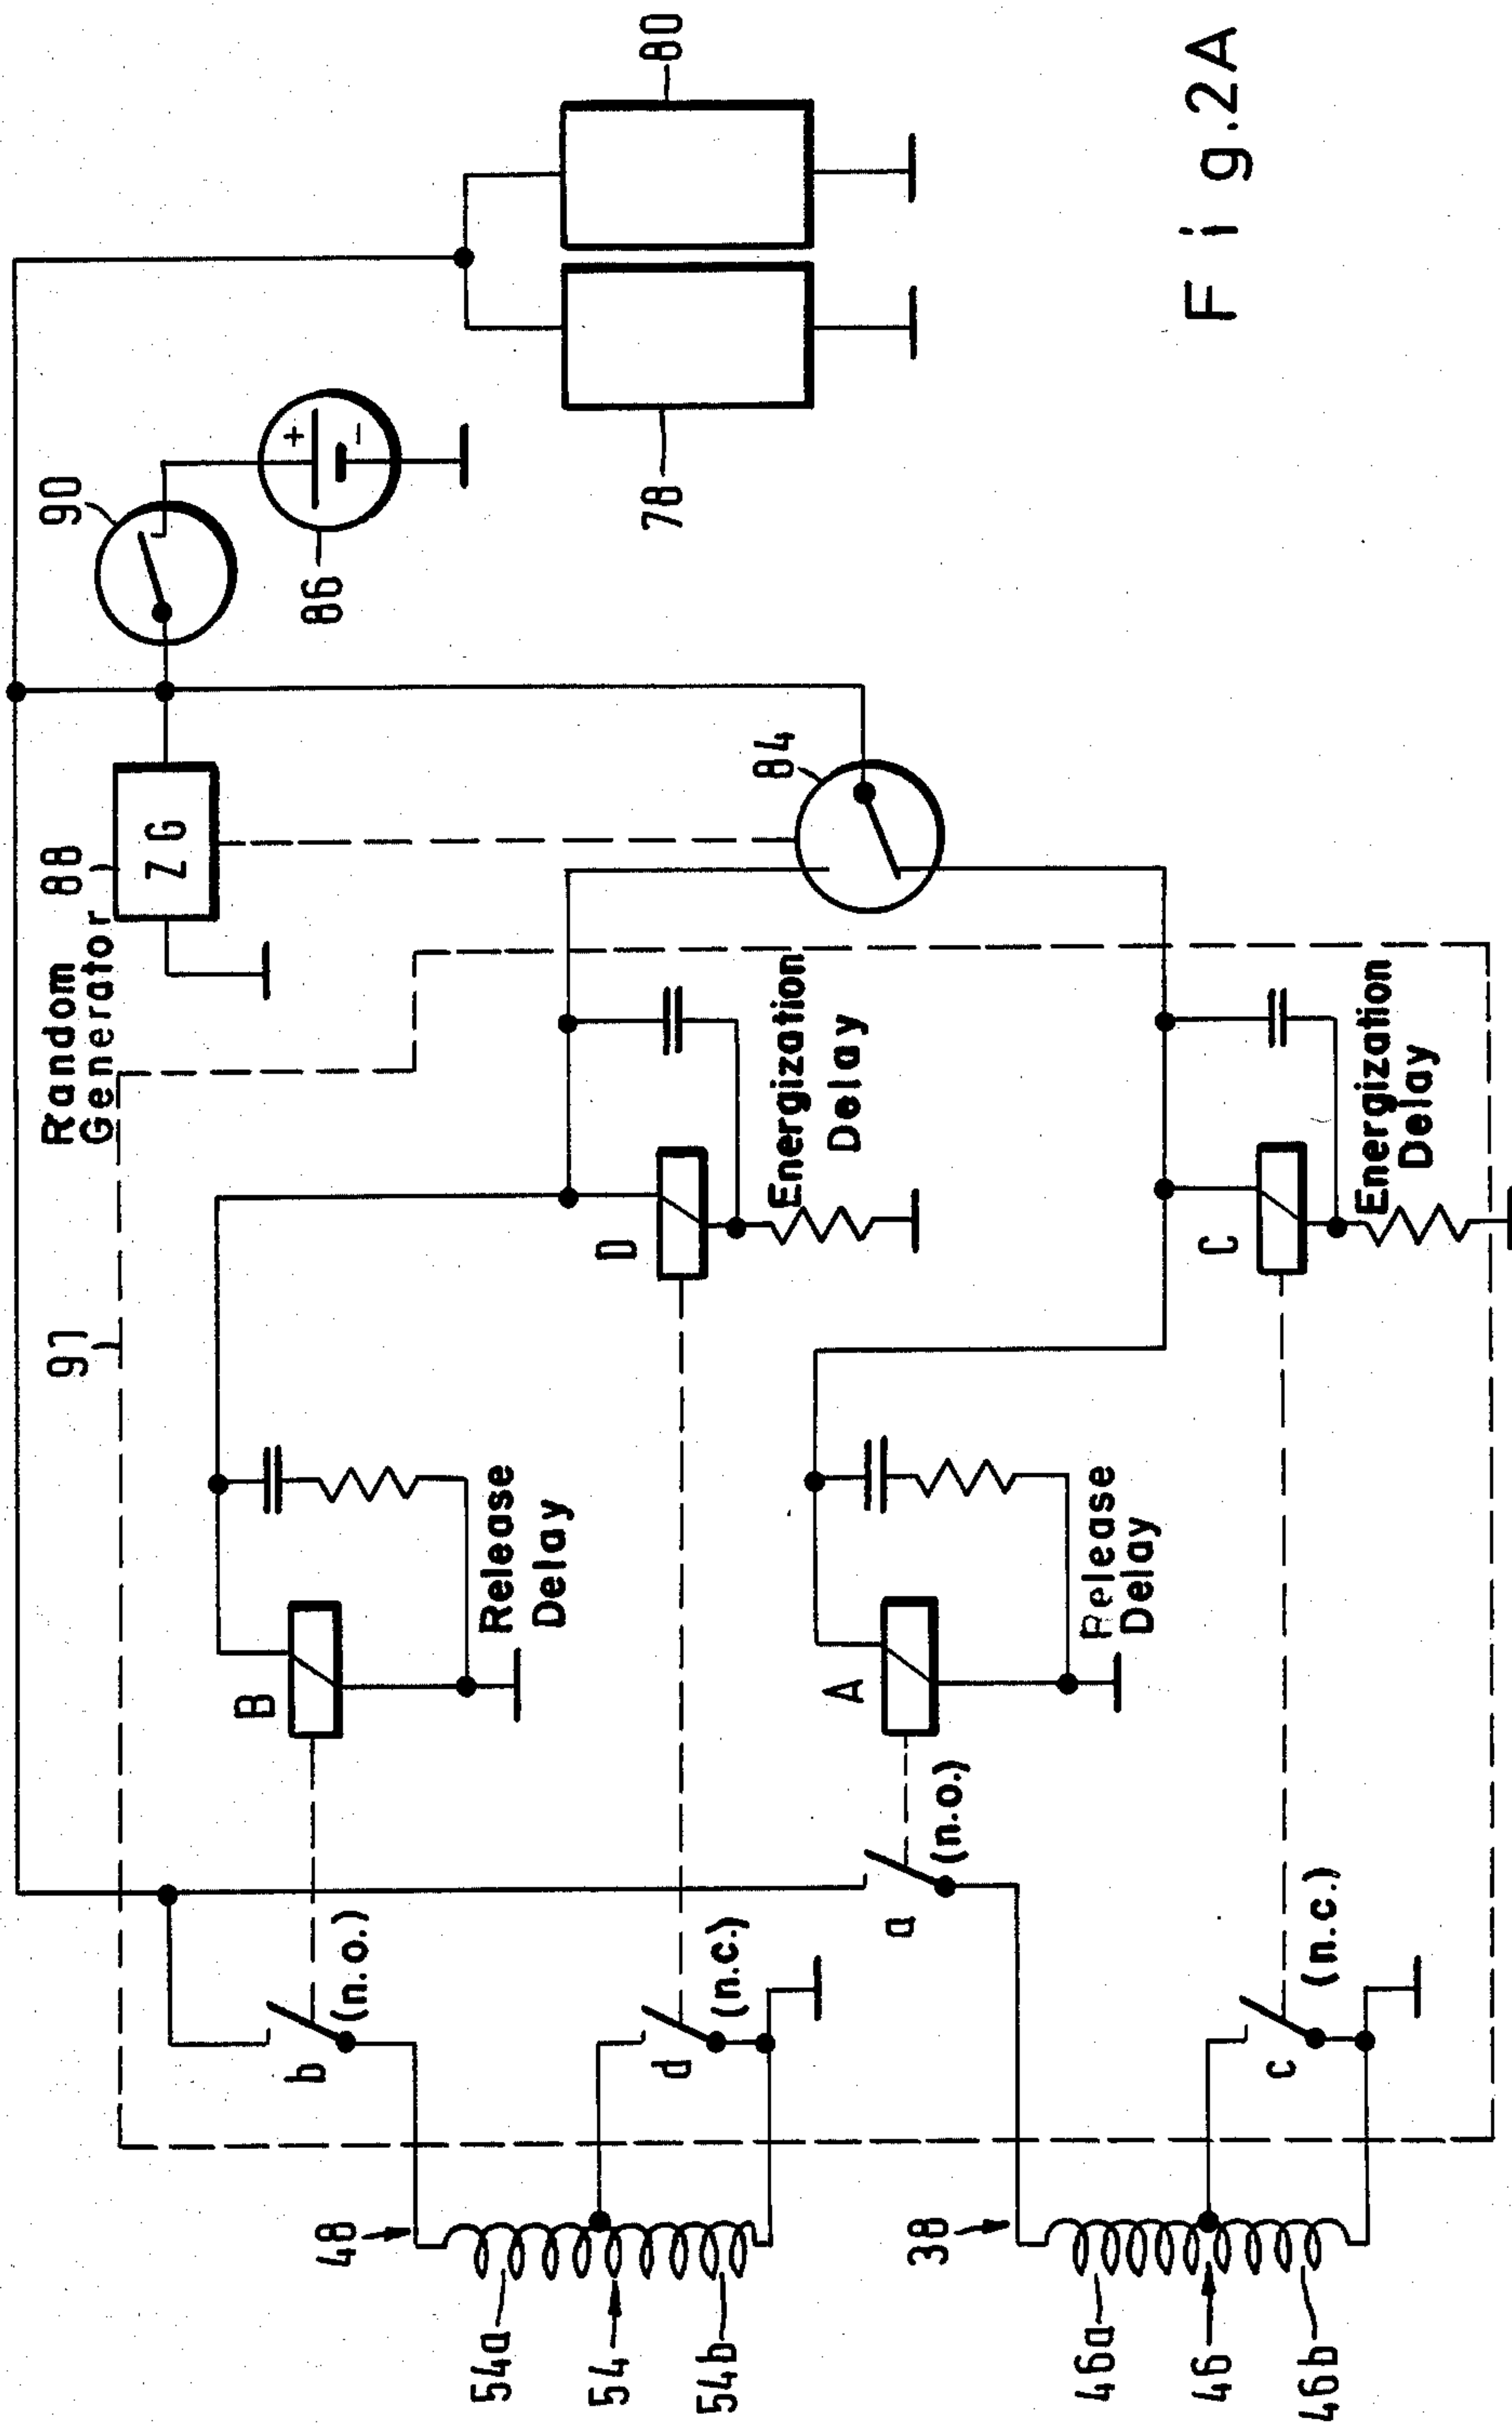 90
80
Random
Generator
88
Z G
+
−
86
78
84
91
B
Release
Delay
D
Energization
Delay
A
Release
Delay
C
Energization
Delay
b
(n.o.)
d
(n.c.)
a
(n.o.)
c
(n.c.)
48
54a
54
54b
38
46a
46
46b
Fig.2A